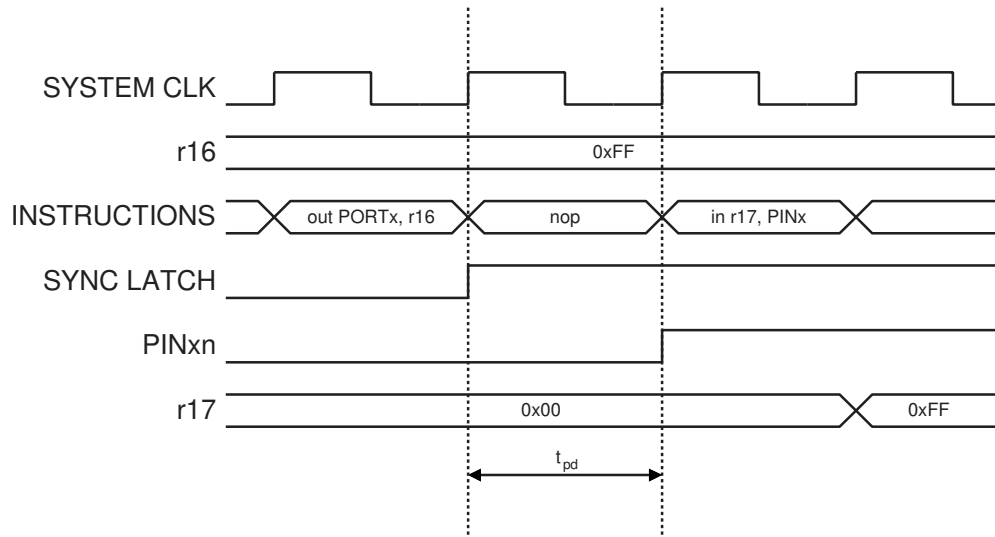 SYSTEM CLK
r16
0xFF
INSTRUCTIONS
out PORTx, r16
nop
in r17, PINx
SYNC LATCH
PINxn
r17
0x00
0xFF
tpd